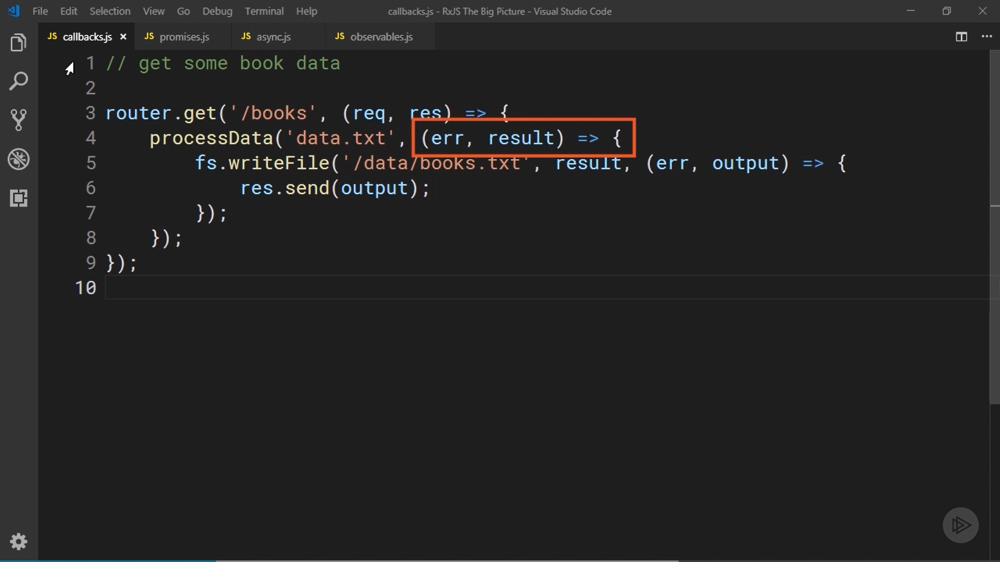 File Edit Selection View Go Debug Terminal Help callbacks.js - RxJS The Big Picture - Visual Studio Code
JS callbacks.js × JS promises.js JS async.js JS observables.js
1 // get some book data
2
3 router.get('/books', (req, res) => {
4 processData('data.txt', (err, result) => {
5 fs.writeFile('/data/books.txt', result, (err, output) => {
6 res.send(output);
7 });
8 });
9 });
10